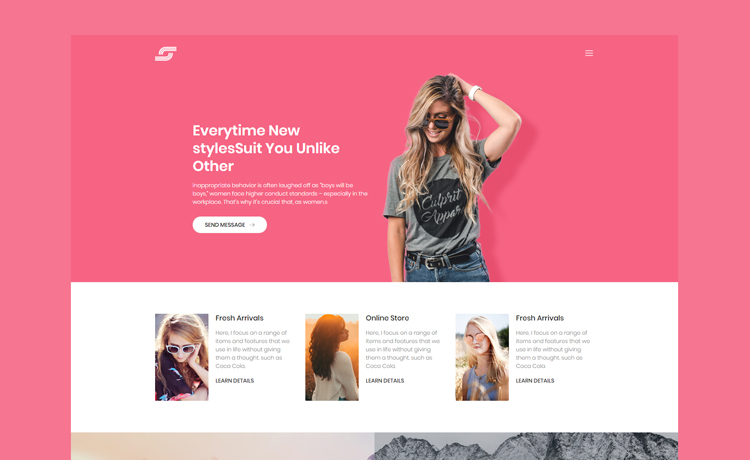 Everytime New
stylesSuit You Unlike
Other
inappropriate behavior is often laughed off as "boys will be
boys," women face higher conduct standards – especially in the
workplace. That's why it's crucial that, as women.s
SEND MESSAGE
Culprit
Appar
Fresh Arrivals
Here, I focus on a range of
items and features that we
use in life without giving
them a thought. such as
Coca Cola.
LEARN DETAILS
Online Store
Here, I focus on a range of
items and features that we
use in life without giving
them a thought. such as
Coca Cola.
LEARN DETAILS
Fresh Arrivals
Here, I focus on a range of
items and features that we
use in life without giving
them a thought. such as
Coca Cola.
LEARN DETAILS